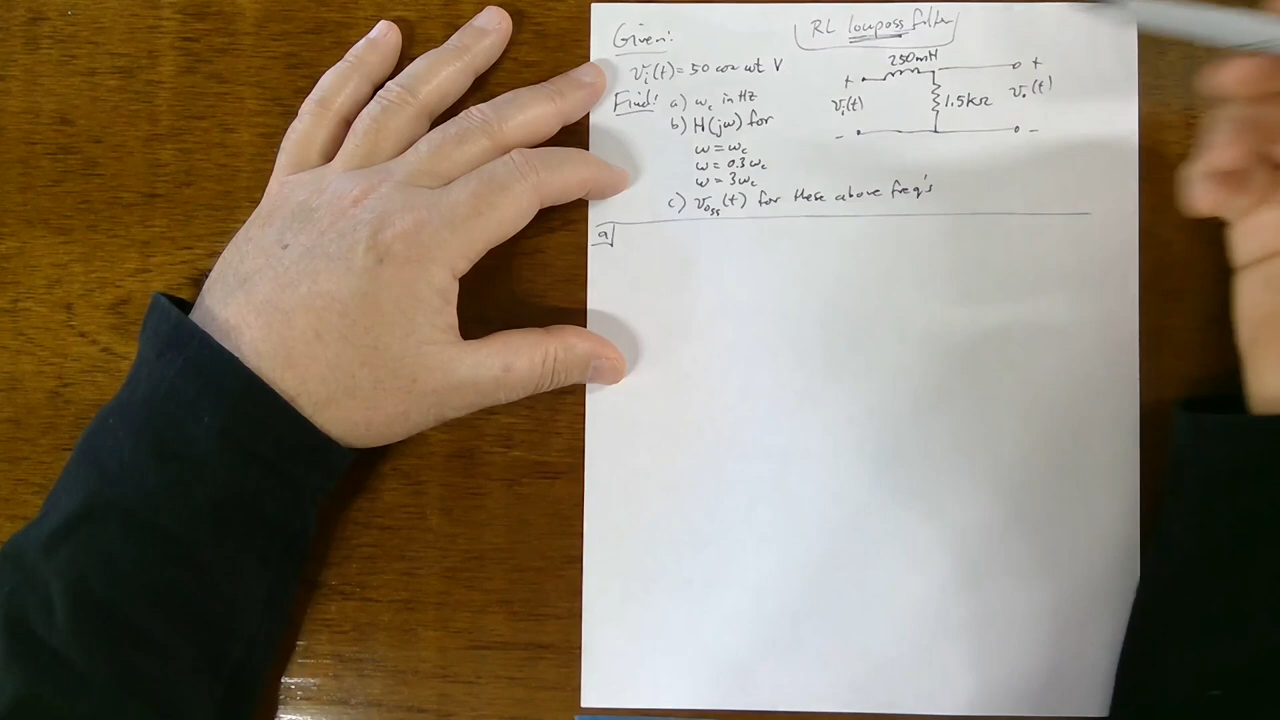 RL lowpass filter
Given:
vi(t) = 50 cos ωt V
Find: a) ωc in Hz
b) H(jω) for
ω = ωc
ω = 0.3ωc
ω = 3ωc
c) voss(t) for these above freq's
250mH
+ +
vi(t) 1.5kΩ vo(t)
- -
a